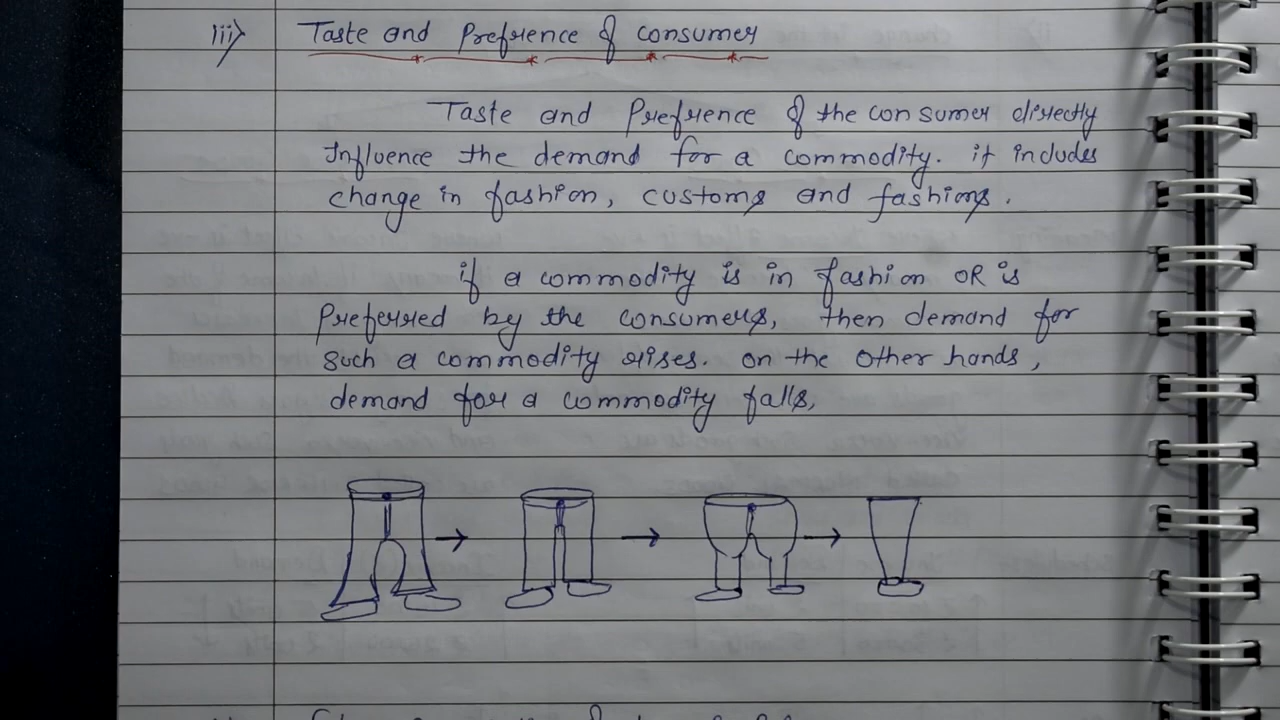 iii> Taste and Prefrence of consumer
Taste and Prefrence of the consumer directly
Influence the demand for a commodity. it includes
change in fashion, customs and fashions.
if a commodity is in fashion OR is
Preferred by the consumers, then demand for
such a commodity rises. on the other hands,
demand for a commodity falls,